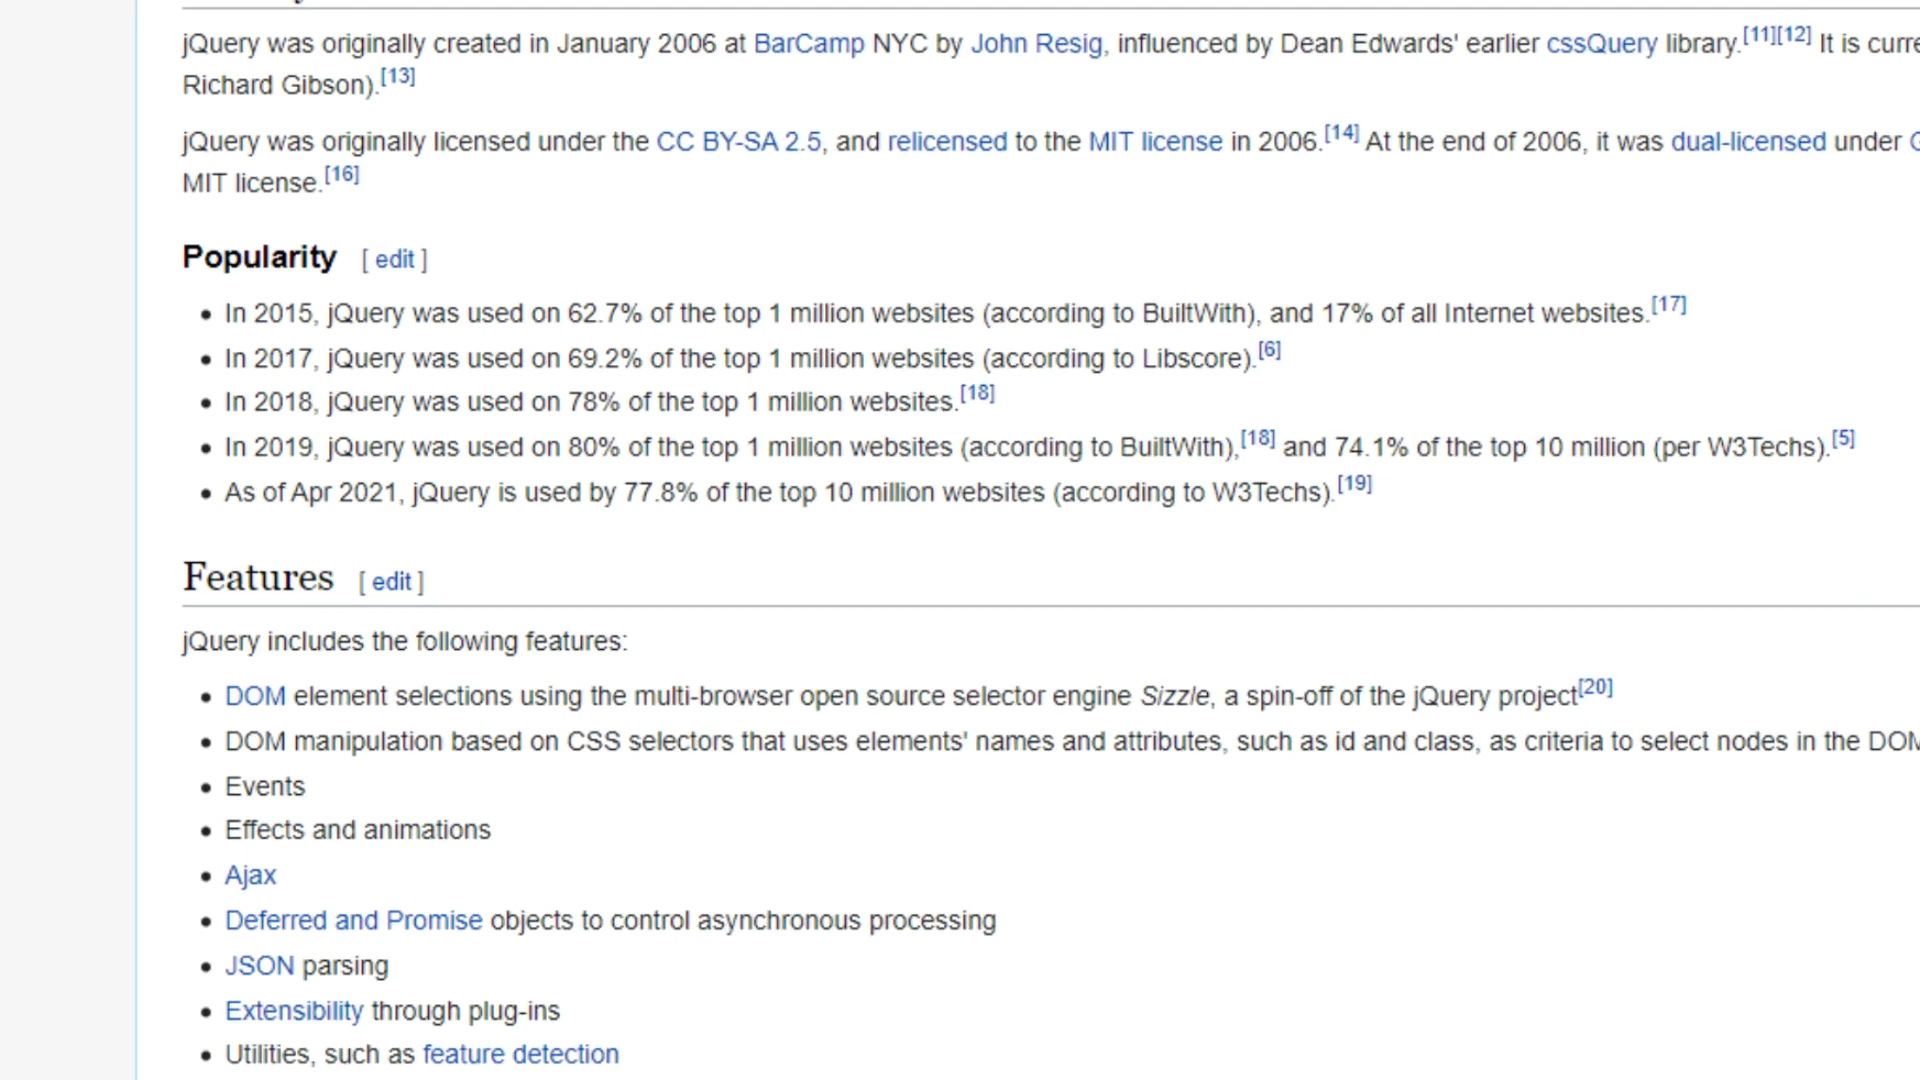 jQuery was originally created in January 2006 at BarCamp NYC by John Resig, influenced by Dean Edwards' earlier cssQuery library.[11][12] It is
Richard Gibson).[13]
jQuery was originally licensed under the CC BY-SA 2.5, and relicensed to the MIT license in 2006.[14] At the end of 2006, it was dual-licensed under
MIT license.[16]
Popularity [ edit ]
• In 2015, jQuery was used on 62.7% of the top 1 million websites (according to BuiltWith), and 17% of all Internet websites.[17]
• In 2017, jQuery was used on 69.2% of the top 1 million websites (according to Libscore).[6]
• In 2018, jQuery was used on 78% of the top 1 million websites.[18]
• In 2019, jQuery was used on 80% of the top 1 million websites (according to BuiltWith),[18] and 74.1% of the top 10 million (per W3Techs).[5]
• As of Apr 2021, jQuery is used by 77.8% of the top 10 million websites (according to W3Techs).[19]
Features [ edit ]
jQuery includes the following features:
• DOM element selections using the multi-browser open source selector engine Sizzle, a spin-off of the jQuery project[20]
• DOM manipulation based on CSS selectors that uses elements' names and attributes, such as id and class, as criteria to select nodes in the DOM
• Events
• Effects and animations
• Ajax
• Deferred and Promise objects to control asynchronous processing
• JSON parsing
• Extensibility through plug-ins
• Utilities, such as feature detection